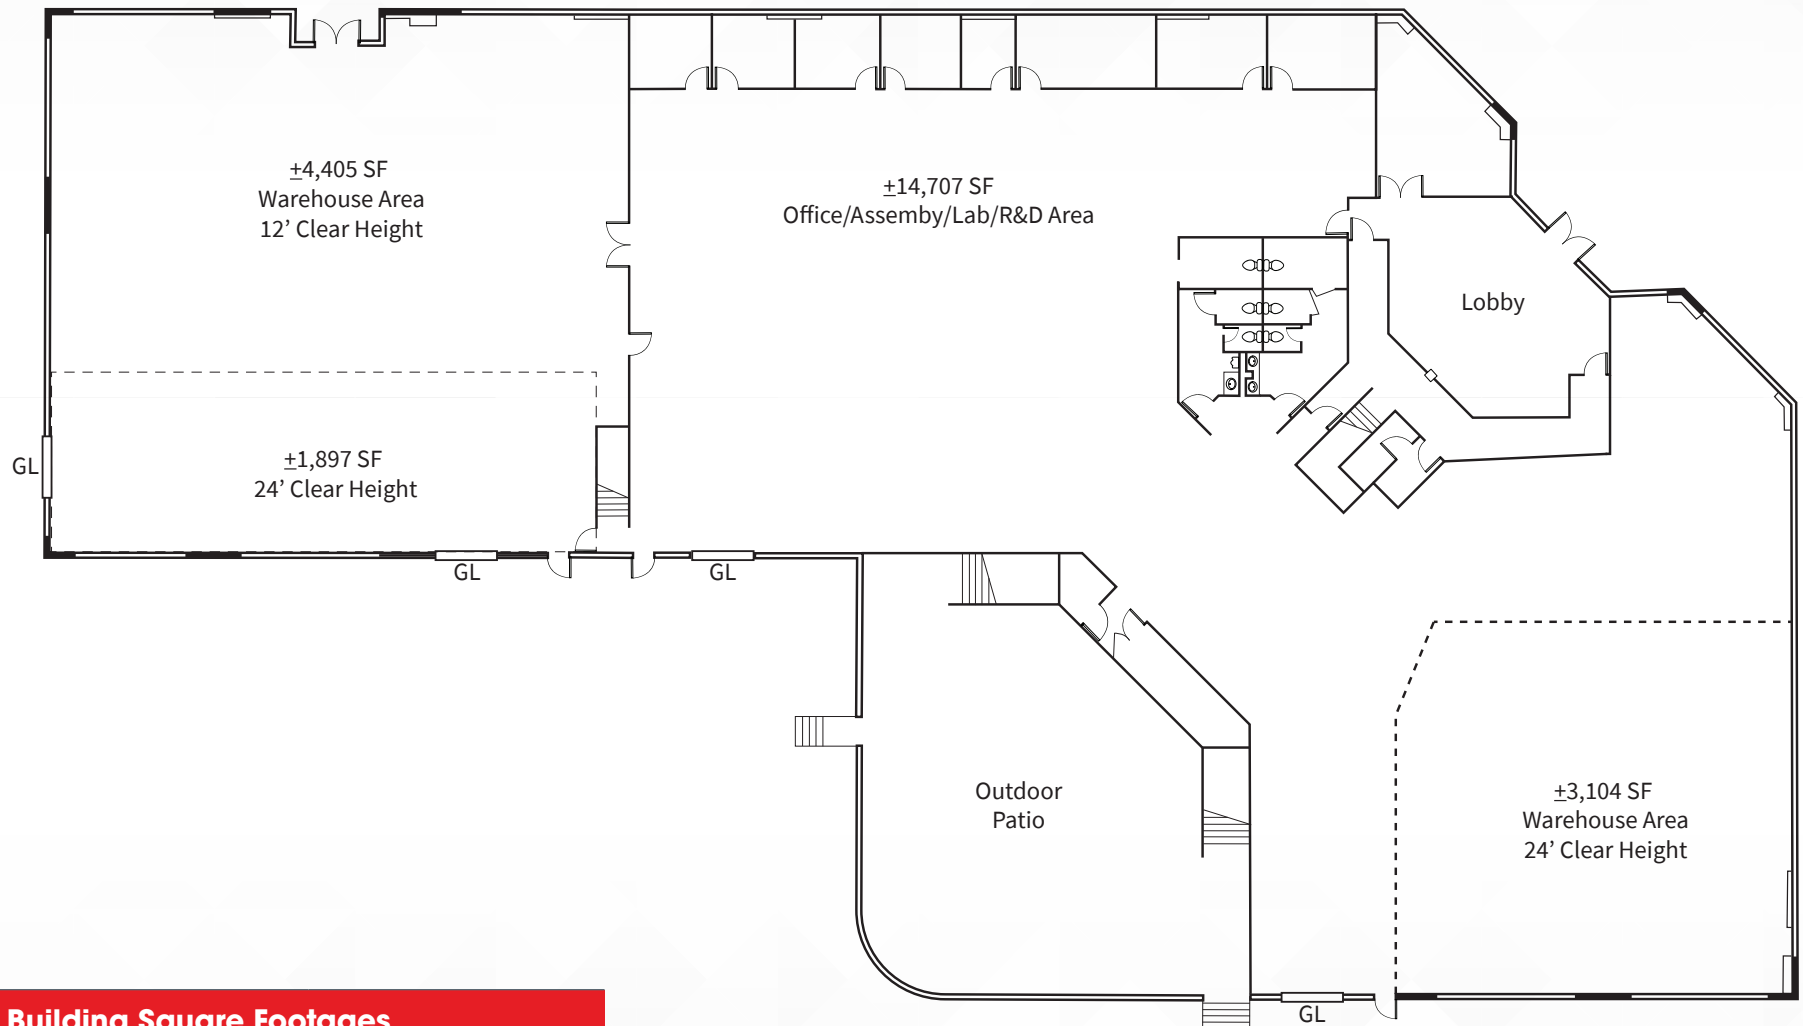 ±4,405 SF
Warehouse Area
12’ Clear Height
±14,707 SF
Office/Assemby/Lab/R&D Area
Lobby
GL
±1,897 SF
24’ Clear Height
GL
GL
Outdoor
Patio
±3,104 SF
Warehouse Area
24’ Clear Height
GL
Building Square Footages